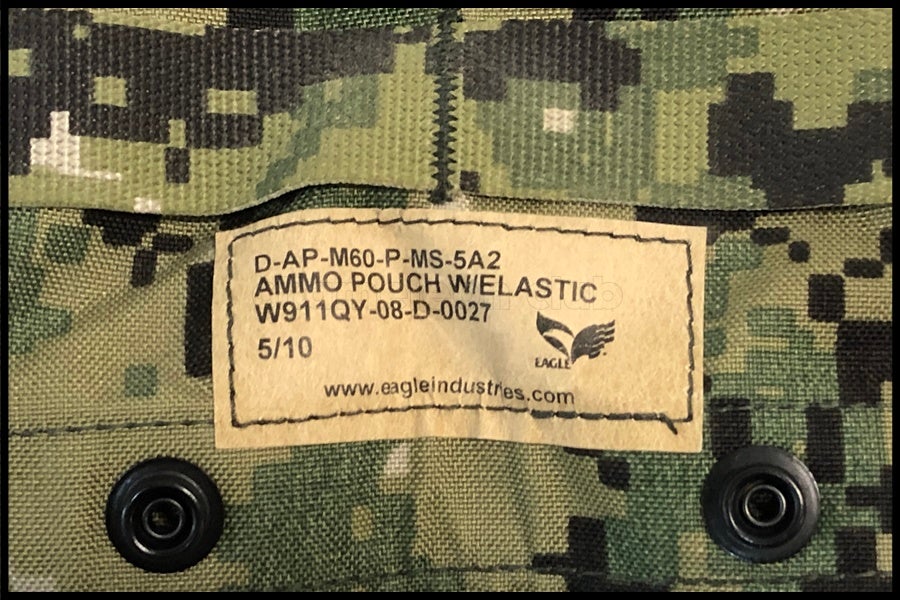 D-AP-M60-P-MS-5A2
AMMO POUCH W/ELASTIC
W911QY-08-D-0027
5/10
EAGLE
www.eagleindustries.com